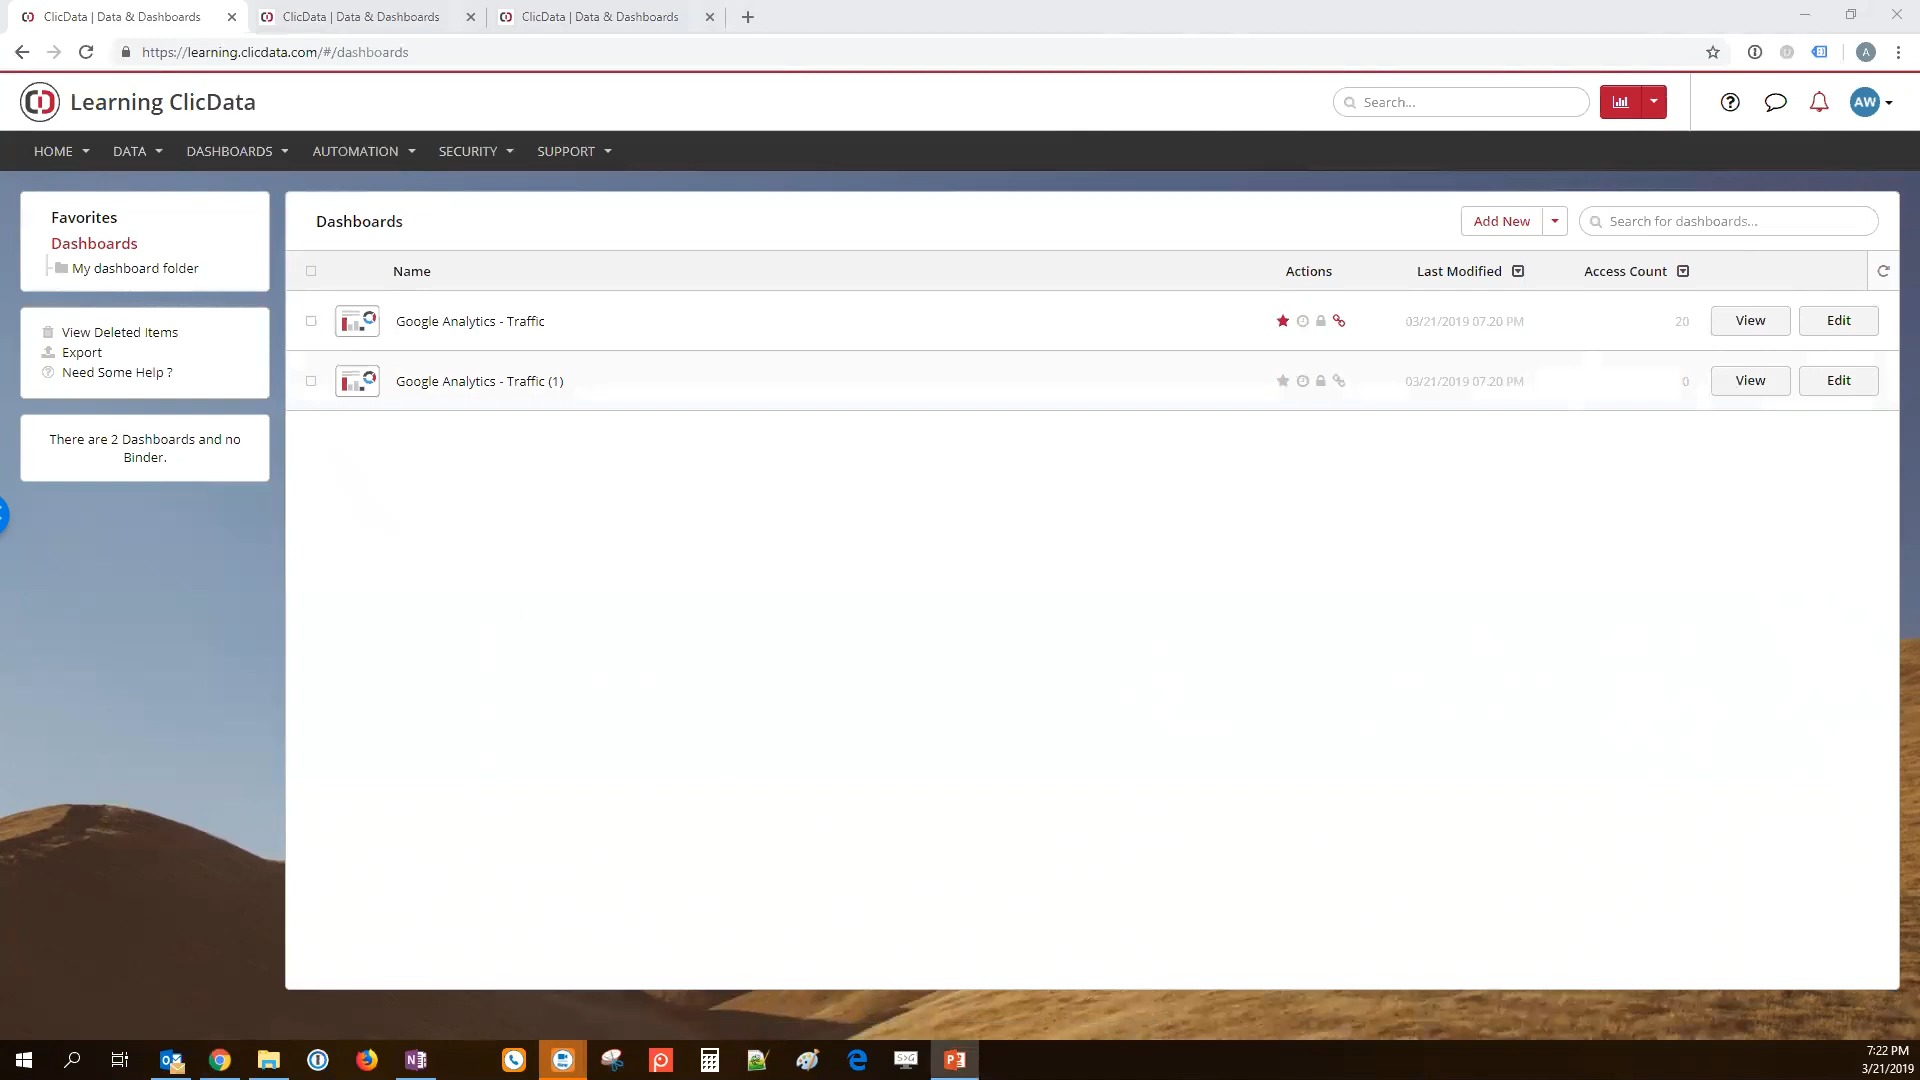 ClicData | Data & Dashboards
ClicData | Data & Dashboards
ClicData | Data & Dashboards
https://learning.clicdata.com/#/dashboards
A
Learning ClicData
Search...
AW
HOME
DATA
DASHBOARDS
AUTOMATION
SECURITY
SUPPORT
Favorites
Dashboards
My dashboard folder
View Deleted Items
Export
Need Some Help ?
There are 2 Dashboards and no
Binder.
Dashboards
Add New
Search for dashboards...
Name
Actions
Last Modified
Access Count
Google Analytics - Traffic
03/21/2019 07.20 PM
20
View
Edit
Google Analytics - Traffic (1)
03/21/2019 07.20 PM
0
View
Edit
7:22 PM
3/21/2019